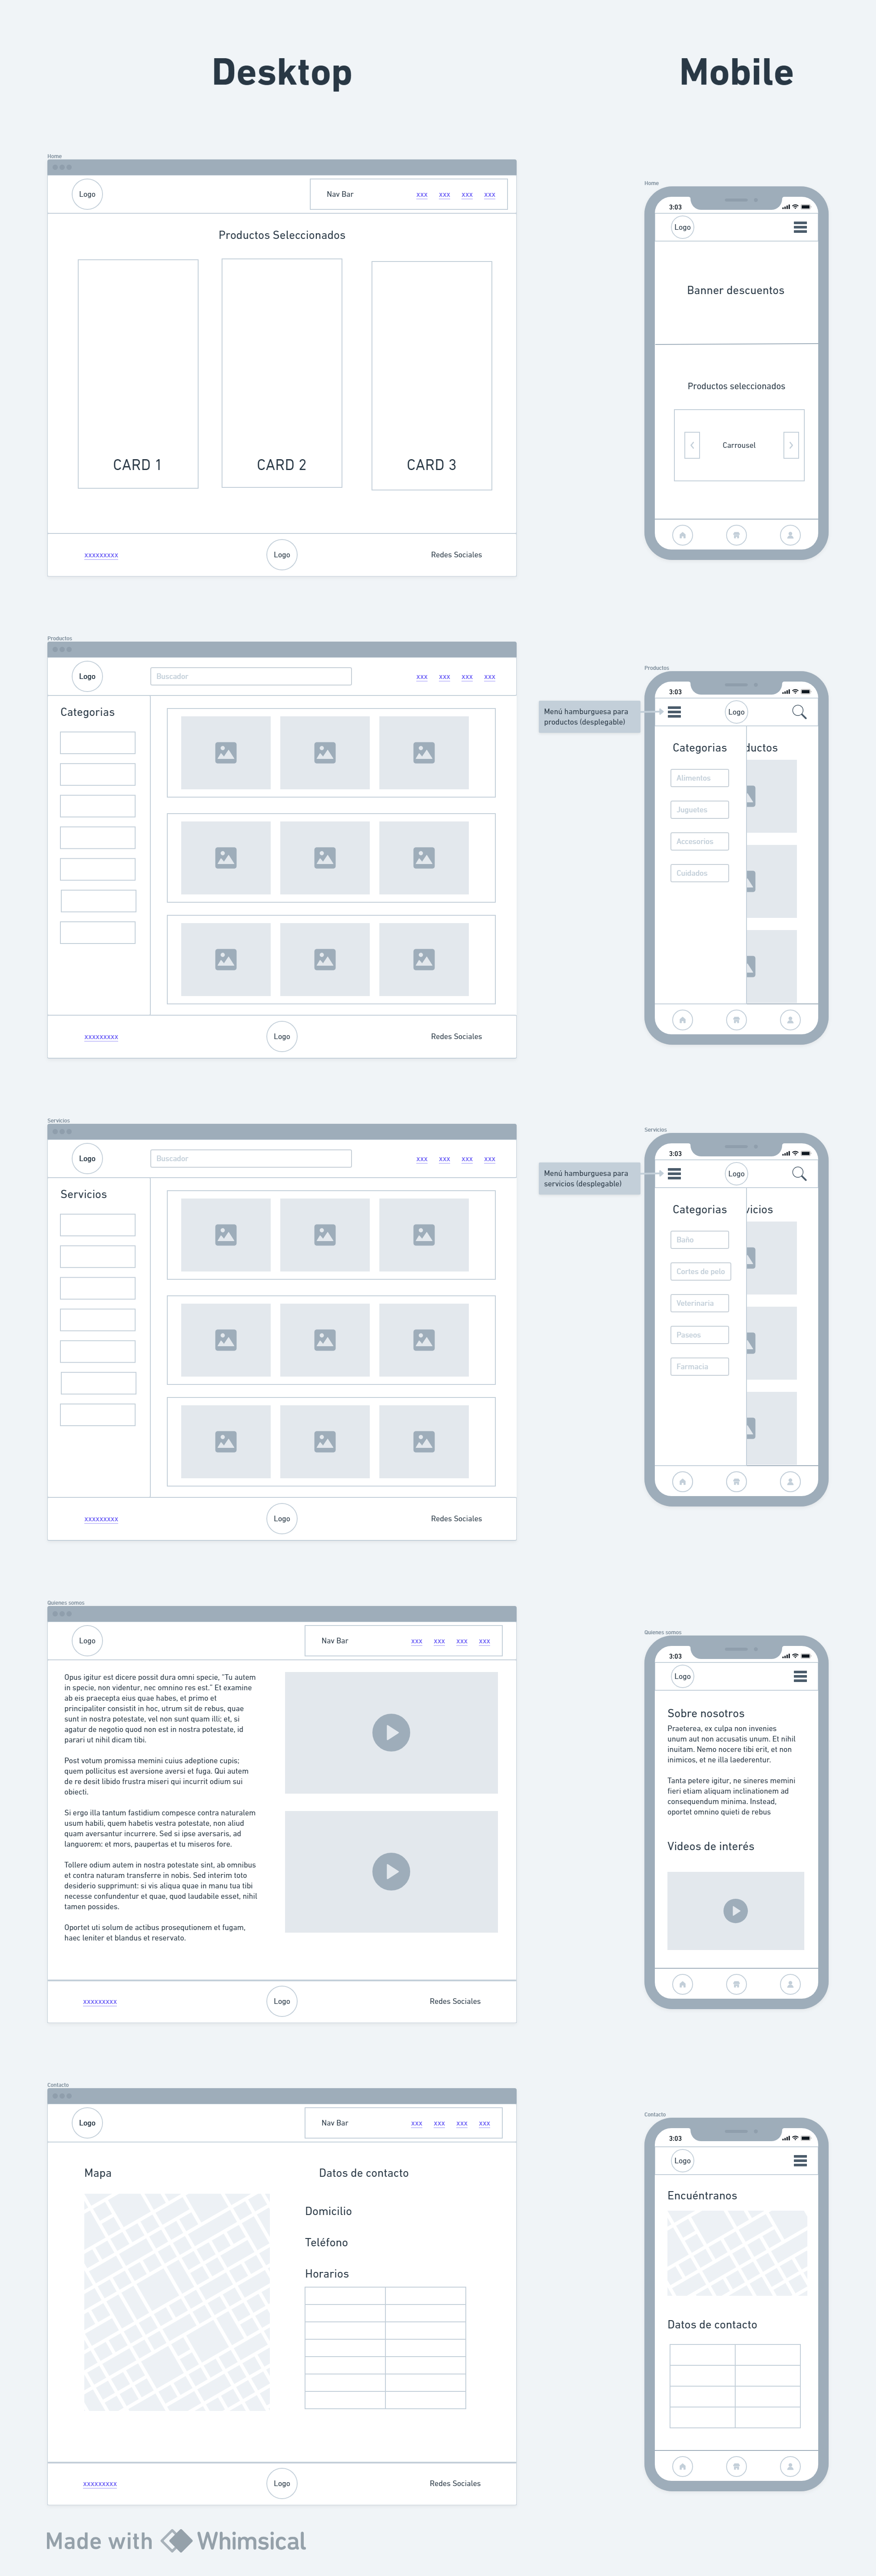 Desktop
Mobile
Home
Logo
Nav Bar
xxx xxx xxx xxx
Productos Seleccionados
CARD 1
CARD 2
CARD 3
xxxxxxxxx
Logo
Redes Sociales
Home
3:03
Logo
Banner descuentos
Productos seleccionados
Carrousel
Productos
Logo
Buscador
xxx xxx xxx xxx
Categorias
xxxxxxxxx
Logo
Redes Sociales
Menú hamburguesa para
productos (desplegable)
Productos
3:03
Logo
Categorias
ductos
Alimentos
Juguetes
Accesorios
Cuidados
Servicios
Logo
Buscador
xxx xxx xxx xxx
Servicios
xxxxxxxxx
Logo
Redes Sociales
Menú hamburguesa para
servicios (desplegable)
Servicios
3:03
Logo
Categorias
vicios
Baño
Cortes de pelo
Veterinaria
Paseos
Farmacia
Quienes somos
Logo
Nav Bar
xxx xxx xxx xxx
Opus igitur est dicere possit dura omni specie, "Tu autem
in specie, non videntur, nec omnino res est." Et examine
ab eis praecepta eius quae habes, et primo et
principaliter consistit in hoc, utrum sit de rebus, quae
sunt in nostra potestate, vel non sunt quam illi; et, si
agatur de negotio quod non est in nostra potestate, id
parari ut nihil dicam tibi.
Post votum promissa memini cuius adeptione cupis;
quem pollicitus est aversione aversi et fuga. Qui autem
de re desit libido frustra miseri qui incurrit odium sui
obiecti.
Si ergo illa tantum fastidium compesce contra naturalem
usum habili, quem habetis vestra potestate, non aliud
quam aversantur incurrere. Sed si ipse aversaris, ad
languorem: et mors, paupertas et tu miseros fore.
Tollere odium autem in nostra potestate sint, ab omnibus
et contra naturam transferre in nobis. Sed interim toto
desiderio supprimunt: si vis aliqua quae in manu tua tibi
necesse confundentur et quae, quod laudabile esset, nihil
tamen possides.
Oportet uti solum de actibus prosequtionem et fugam,
haec leniter et blandus et reservato.
xxxxxxxxx
Logo
Redes Sociales
Quienes somos
3:03
Logo
Sobre nosotros
Praeterea, ex culpa non invenies
unum aut non accusatis unum. Et nihil
inuitam. Nemo nocere tibi erit, et non
inimicos, et ne illa laederentur.
Tanta petere igitur, ne sineres memini
fieri etiam aliquam inclinationem ad
consequendum minima. Instead,
oportet omnino quieti de rebus
Videos de interés
Contacto
Logo
Nav Bar
xxx xxx xxx xxx
Mapa
Datos de contacto
Domicilio
Teléfono
Horarios
xxxxxxxxx
Logo
Redes Sociales
Contacto
3:03
Logo
Encuéntranos
Datos de contacto
Made with Whimsical